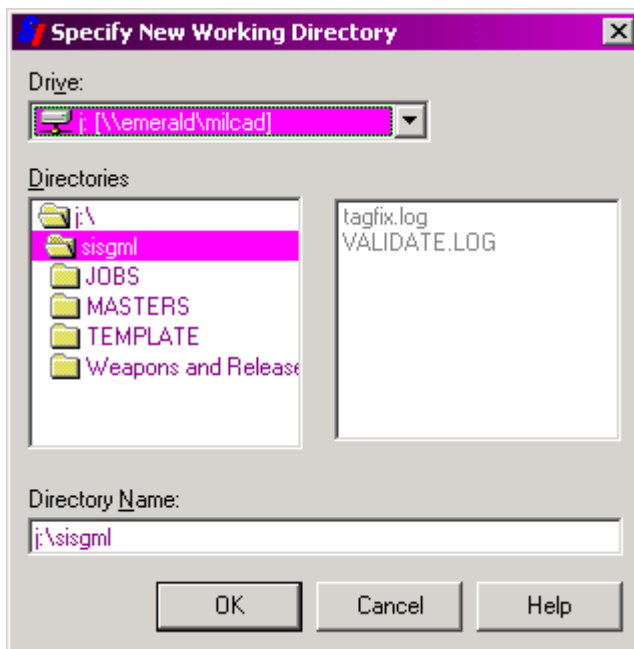 Specify New Working Directory
Drive:
j: [\\emerald\milcad]
Directories
j:\
sisgml
JOBS
MASTERS
TEMPLATE
Weapons and Release
tagfix.log
VALIDATE.LOG
Directory Name:
j:\sisgml
OK
Cancel
Help